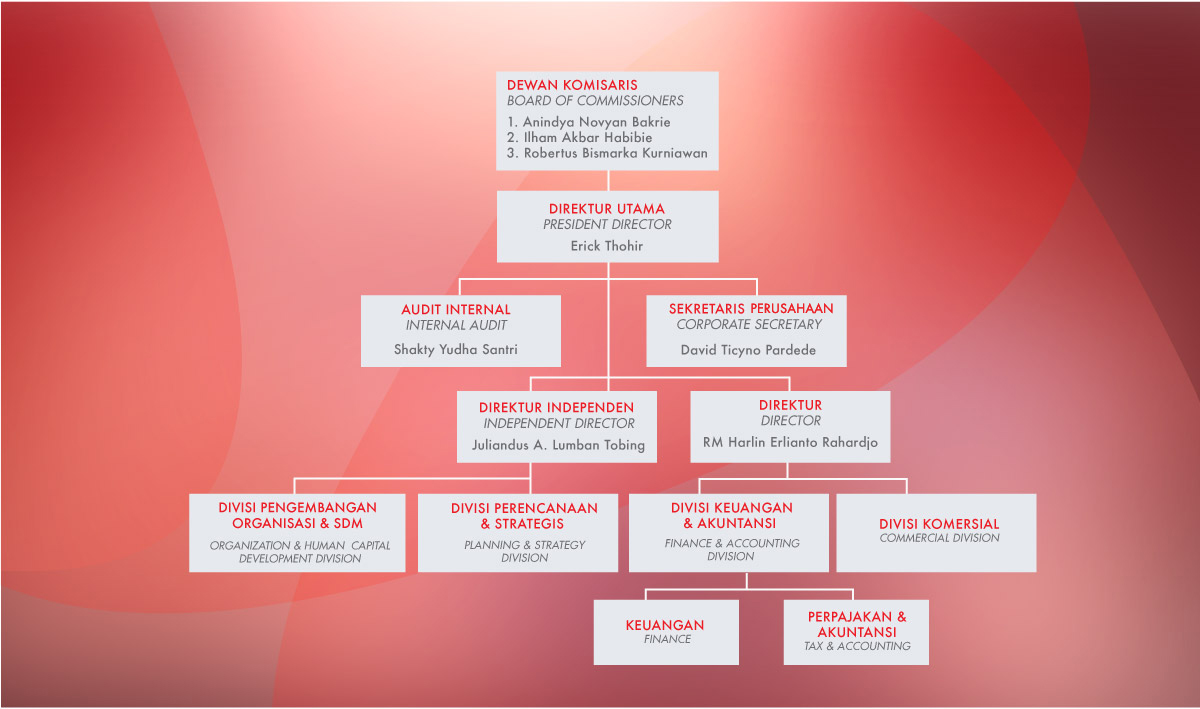 DEWAN KOMISARIS
BOARD OF COMMISSIONERS
1. Anindya Novyan Bakrie
2. Ilham Akbar Habibie
3. Robertus Bismarka Kurniawan
DIREKTUR UTAMA
PRESIDENT DIRECTOR
Erick Thohir
AUDIT INTERNAL
INTERNAL AUDIT
Shakty Yudha Santri
SEKRETARIS PERUSAHAAN
CORPORATE SECRETARY
David Ticyno Pardede
DIREKTUR INDEPENDEN
INDEPENDENT DIRECTOR
Juliandus A. Lumban Tobing
DIREKTUR
DIRECTOR
RM Harlin Erlianto Rahardjo
DIVISI PENGEMBANGAN
ORGANISASI & SDM
ORGANIZATION & HUMAN CAPITAL
DEVELOPMENT DIVISION
DIVISI PERENCANAAN
& STRATEGIS
PLANNING & STRATEGY
DIVISION
DIVISI KEUANGAN
& AKUNTANSI
FINANCE & ACCOUNTING
DIVISION
DIVISI KOMERSIAL
COMMERCIAL DIVISION
KEUANGAN
FINANCE
PERPAJAKAN &
AKUNTANSI
TAX & ACCOUNTING